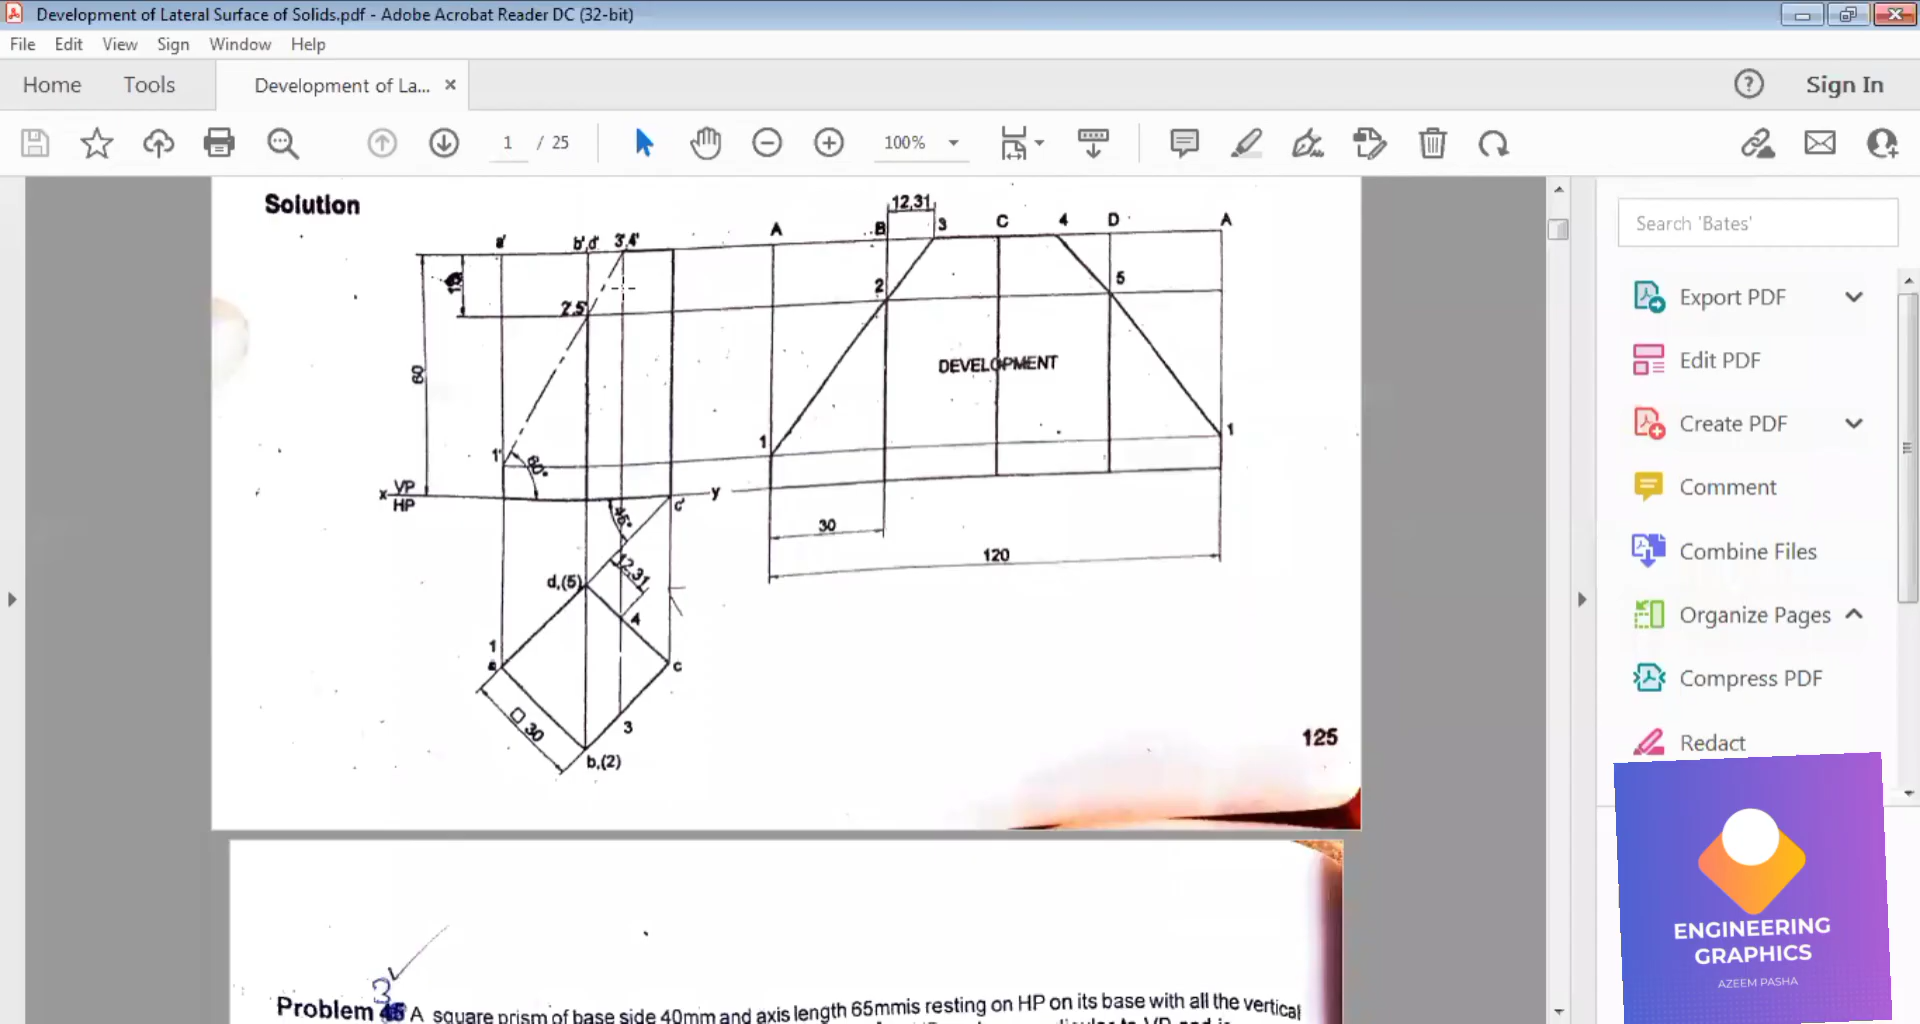 Development of Lateral Surface of Solids.pdf - Adobe Acrobat Reader DC (32-bit)
File Edit View Sign Window Help
Home Tools Development of La... Sign In
1 / 25 100%
Solution
a' b',d' 3',4' A B 12,31 3 C 4 D A
2',5' 2 5
60
DEVELOPMENT
1' 60° 1 1
x VP y
HP c'
45° 30
120
12,31
d,(5)
4
1
a c
□ 30 3
b,(2)
125
Problem 3 A square prism of base side 40mm and axis length 65mmis resting on HP on its base with all the vertical
Search 'Bates'
Export PDF
Edit PDF
Create PDF
Comment
Combine Files
Organize Pages
Compress PDF
Redact
ENGINEERING
GRAPHICS
AZEEM PASHA